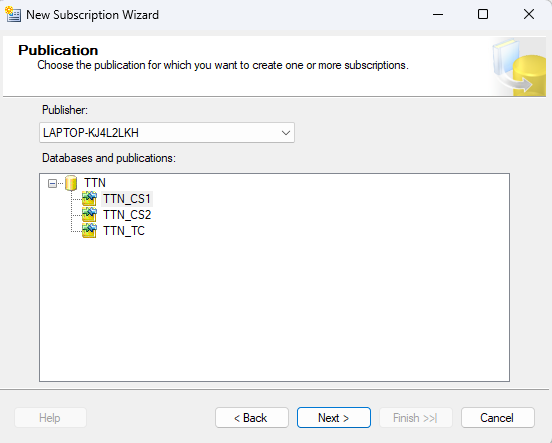 New Subscription Wizard
Publication
Choose the publication for which you want to create one or more subscriptions.
Publisher:
LAPTOP-KJ4L2LKH
Databases and publications:
TTN
TTN_CS1
TTN_CS2
TTN_TC
Help
< Back
Next >
Finish >>|
Cancel